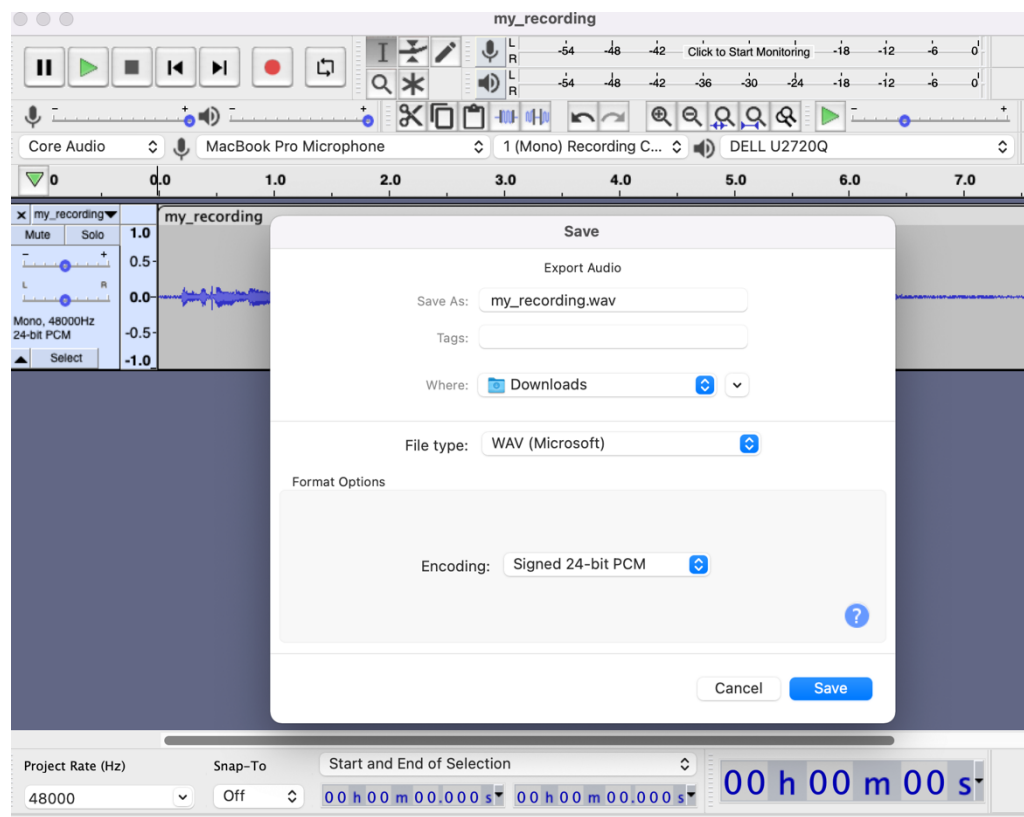 my_recording
L
R
-54 -48 -42 Click to Start Monitoring -18 -12 -6 0
L
R
-54 -48 -42 -36 -30 -24 -18 -12 -6 0
- + - + - +
Core Audio MacBook Pro Microphone 1 (Mono) Recording C... DELL U2720Q
0 0.0 1.0 2.0 3.0 4.0 5.0 6.0 7.0
× my_recording 1.0 my_recording
Mute Solo
- + 0.5-
L R
0.0-
Mono, 48000Hz
24-bit PCM -0.5-
Select -1.0
Save
Export Audio
Save As: my_recording.wav
Tags:
Where: Downloads
File type: WAV (Microsoft)
Format Options
Encoding: Signed 24-bit PCM
?
Cancel Save
Project Rate (Hz) Snap-To Start and End of Selection
48000 Off 00 h 00 m 00.000 s 00 h 00 m 00.000 s 00 h 00 m 00 s